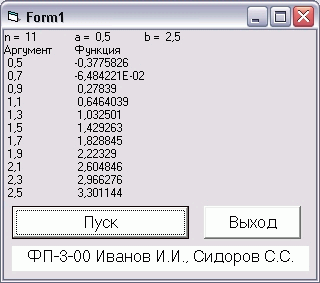 Form1
n = 11 a = 0,5 b = 2,5
Аргумент Функция
0,5 -0,3775826
0,7 -6,484221E-02
0,9 0,27839
1,1 0,6464039
1,3 1,032501
1,5 1,429263
1,7 1,828845
1,9 2,22329
2,1 2,604846
2,3 2,966276
2,5 3,301144
Пуск Выход
ФП-3-00 Иванов И.И., Сидоров С.С.